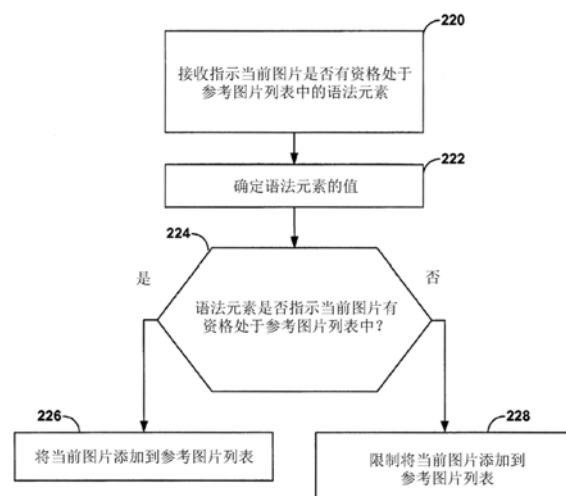 220
接收指示当前图片是否有资格处于
参考图片列表中的语法元素
222
确定语法元素的值
224
是
否
语法元素是否指示当前图片有
资格处于参考图片列表中？
226
将当前图片添加到参考图片列表
228
限制将当前图片添加到
参考图片列表